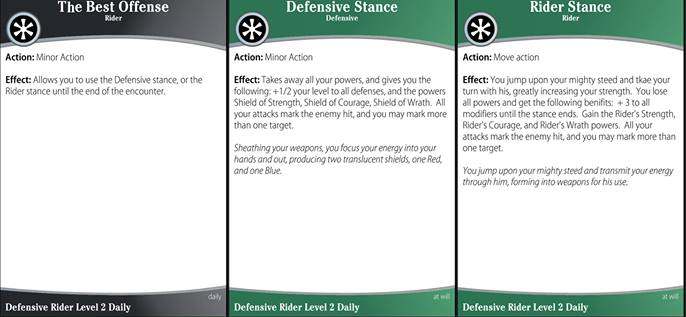 The Best Offense
Rider
Action: Minor Action
Effect: Allows you to use the Defensive stance, or the
Rider stance until the end of the encounter.
daily
Defensive Rider Level 2 Daily
Defensive Stance
Defensive
Action: Minor Action
Effect: Takes away all your powers, and gives you the
following: +1/2 your level to all defenses, and the powers
Shield of Strength, Shield of Courage, Shield of Wrath. All
your attacks mark the enemy hit, and you may mark more
than one target.
Sheathing your weapons, you focus your energy into your
hands and out, producing two translucent shields, one Red,
and one Blue.
at will
Defensive Rider Level 2 Daily
Rider Stance
Rider
Action: Move action
Effect: You jump upon your mighty steed and tkae your
turn with his, greatly increasing your strength. You lose
all powers and get the following benifits: + 3 to all
modifiers until the stance ends. Gain the Rider's Strength,
Rider's Courage, and Rider's Wrath powers. All your
attacks mark the enemy hit, and you may mark more than
one target.
You jump upon your mighty steed and transmit your energy
through him, forming into weapons for his use.
at will
Defensive Rider Level 2 Daily